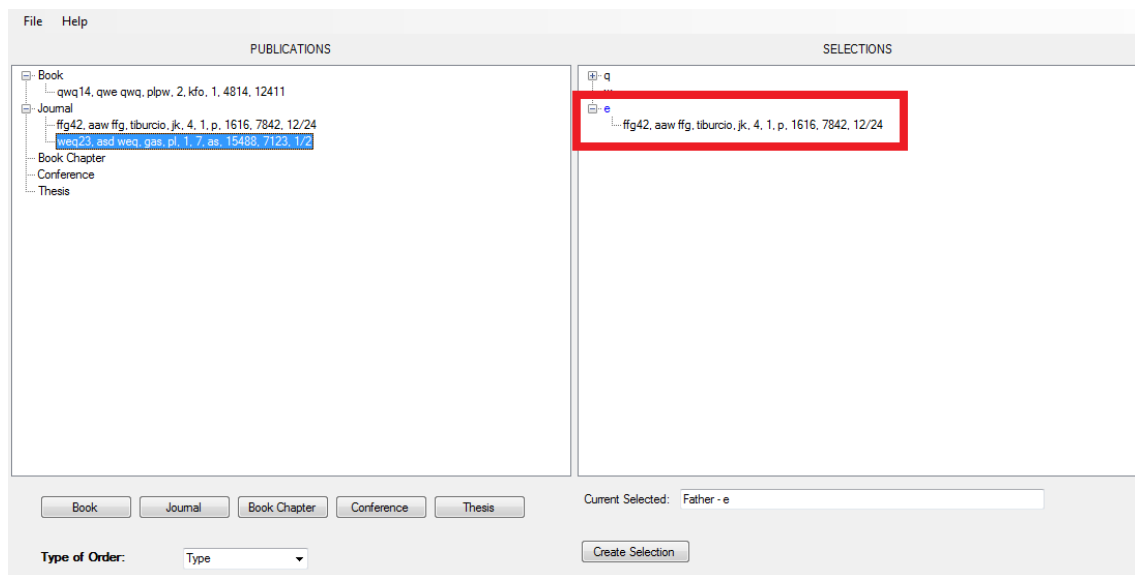 File Help
PUBLICATIONS
SELECTIONS
Book
qwq14, qwe qwq, plpw, 2, kfo, 1, 4814, 12411
Journal
ffg42, aaw ffg, tiburcio, jk, 4, 1, p, 1616, 7842, 12/24
weq23, asd weq, gas, pl, 1, 7, as, 15488, 7123, 1/2
Book Chapter
Conference
Thesis
q
e
ffg42, aaw ffg, tiburcio, jk, 4, 1, p, 1616, 7842, 12/24
Book Journal Book Chapter Conference Thesis
Type of Order: Type
Current Selected: Father - e
Create Selection